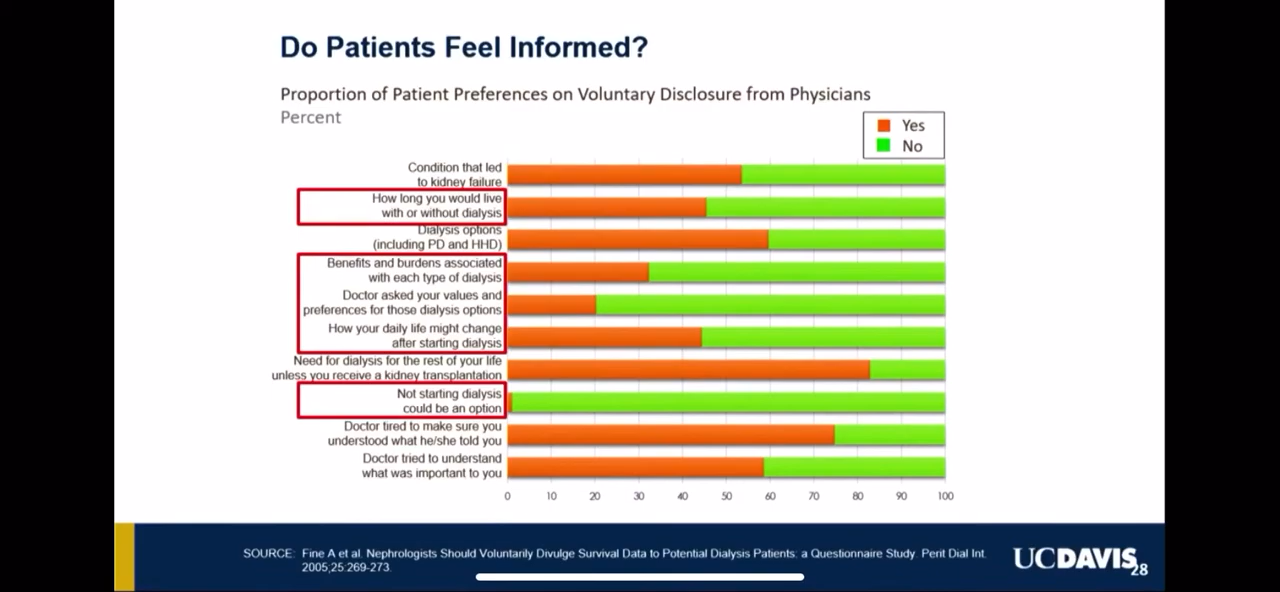 Do Patients Feel Informed?
Proportion of Patient Preferences on Voluntary Disclosure from Physicians
Percent
Yes
No
Condition that led
to kidney failure
How long you would live
with or without dialysis
Dialysis options
(including PD and HHD)
Benefits and burdens associated
with each type of dialysis
Doctor asked your values and
preferences for those dialysis options
How your daily life might change
after starting dialysis
Need for dialysis for the rest of your life
unless you receive a kidney transplantation
Not starting dialysis
could be an option
Doctor tired to make sure you
understood what he/she told you
Doctor tried to understand
what was important to you
0 10 20 30 40 50 60 70 80 90 100
SOURCE: Fine A et al. Nephrologists Should Voluntarily Divulge Survival Data to Potential Dialysis Patients: a Questionnaire Study. Perit Dial Int.
2005;25:269-273.
UCDAVIS
28